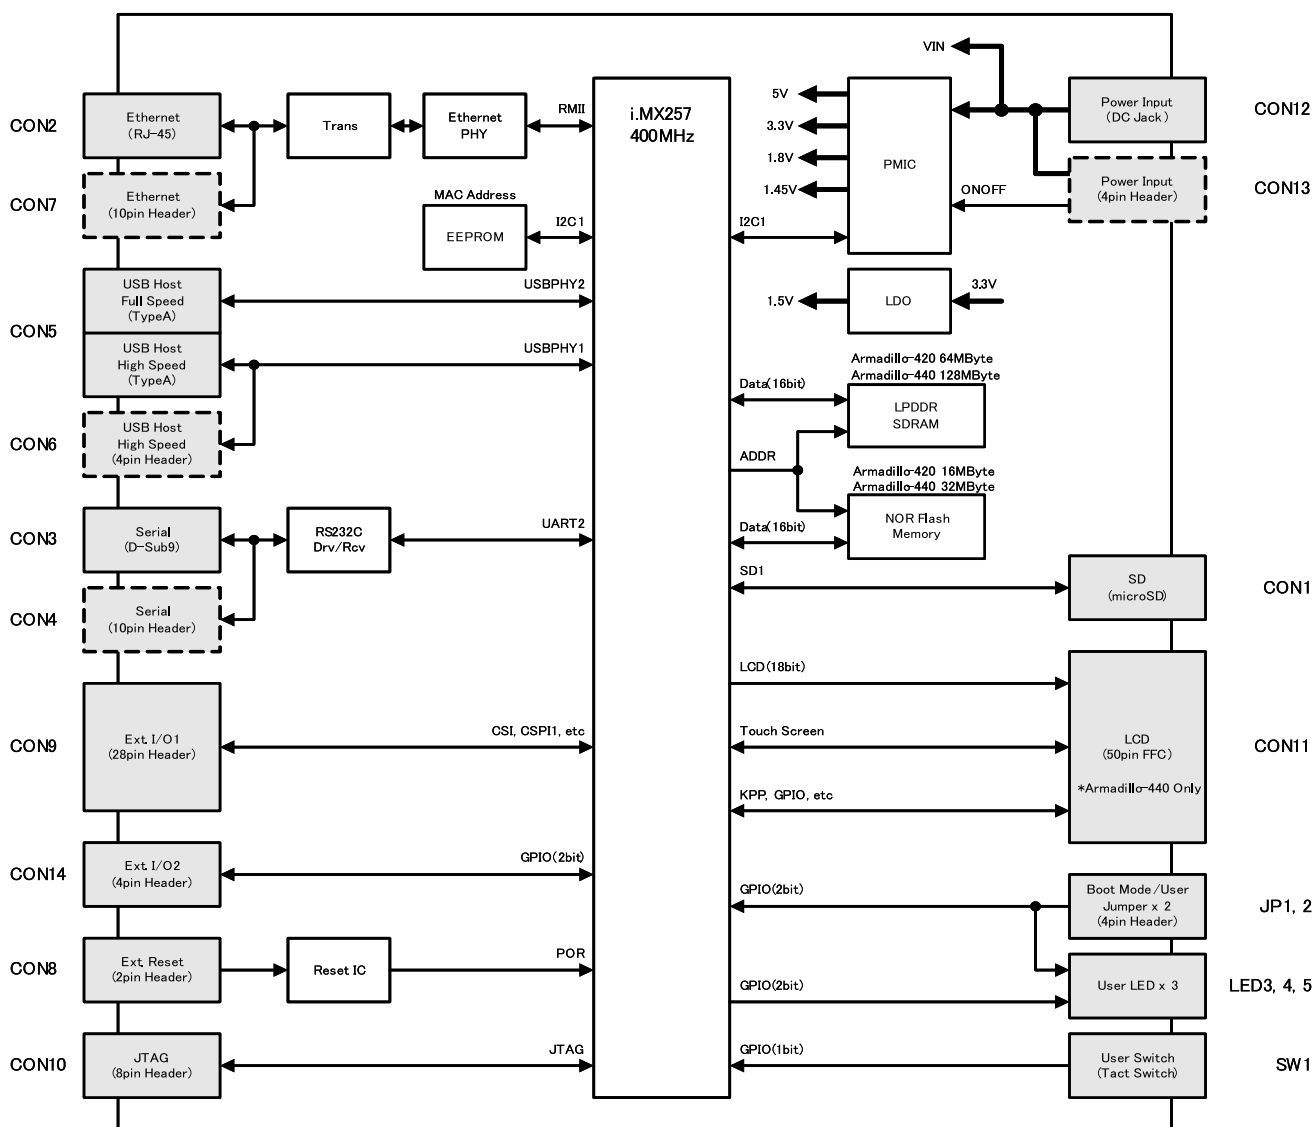 CON2
Ethernet
(RJ-45)
Trans
Ethernet
PHY
RMII
CON7
Ethernet
(10pin Header)
MAC Address
EEPROM
I2C1
CON5
USB Host
Full Speed
(TypeA)
USBPHY2
USB Host
High Speed
(TypeA)
USBPHY1
CON6
USB Host
High Speed
(4pin Header)
CON3
Serial
(D-Sub9)
RS232C
Drv/Rcv
UART2
CON4
Serial
(10pin Header)
CON9
Ext. I/O1
(28pin Header)
CSI, CSPI1, etc
CON14
Ext. I/O2
(4pin Header)
GPIO(2bit)
CON8
Ext. Reset
(2pin Header)
Reset IC
POR
CON10
JTAG
(8pin Header)
JTAG
i.MX257
400MHz
VIN
5V
3.3V
1.8V
1.45V
I2C1
PMIC
ONOFF
Power Input
(DC Jack)
CON12
Power Input
(4pin Header)
CON13
1.5V
LDO
3.3V
Armadillo-420 64MByte
Armadillo-440 128MByte
Data(16bit)
LPDDR
SDRAM
ADDR
Armadillo-420 16MByte
Armadillo-440 32MByte
NOR Flash
Memory
Data(16bit)
SD1
SD
(microSD)
CON1
LCD(18bit)
Touch Screen
KPP, GPIO, etc
LCD
(50pin FFC)
*Armadillo-440 Only
CON11
GPIO(2bit)
Boot Mode/User
Jumper x 2
(4pin Header)
JP1, 2
GPIO(2bit)
User LED x 3
LED3, 4, 5
GPIO(1bit)
User Switch
(Tact Switch)
SW1